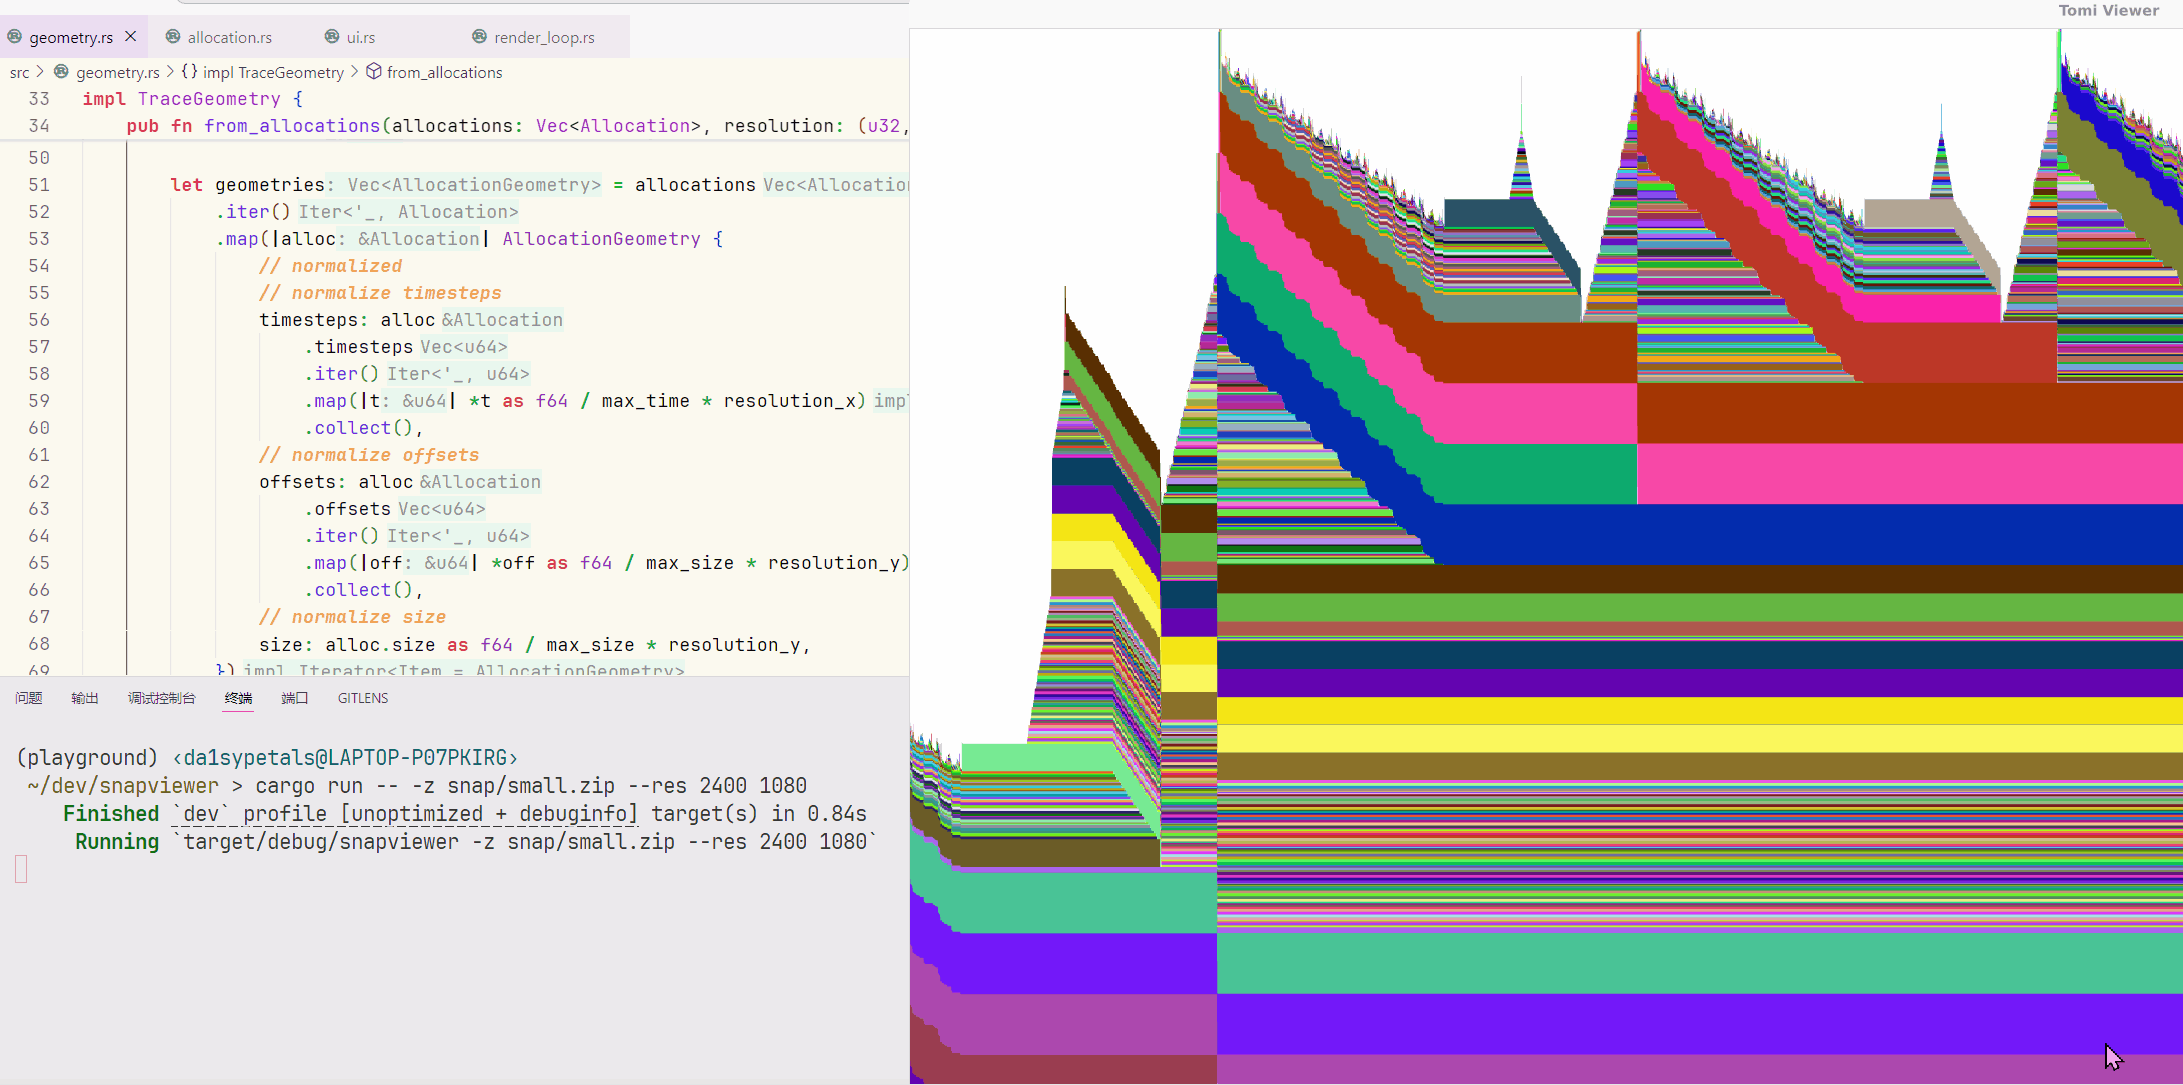 geometry.rs allocation.rs ui.rs render_loop.rs
src > geometry.rs > {} impl TraceGeometry > from_allocations
33 impl TraceGeometry {
34 pub fn from_allocations(allocations: Vec<Allocation>, resolution: (u32,
50
51 let geometries: Vec<AllocationGeometry> = allocations Vec<Allocation
52 .iter() Iter<'_, Allocation>
53 .map(|alloc: &Allocation| AllocationGeometry {
54 // normalized
55 // normalize timesteps
56 timesteps: alloc &Allocation
57 .timesteps Vec<u64>
58 .iter() Iter<'_, u64>
59 .map(|t: &u64| *t as f64 / max_time * resolution_x) impl
60 .collect(),
61 // normalize offsets
62 offsets: alloc &Allocation
63 .offsets Vec<u64>
64 .iter() Iter<'_, u64>
65 .map(|off: &u64| *off as f64 / max_size * resolution_y)
66 .collect(),
67 // normalize size
68 size: alloc.size as f64 / max_size * resolution_y,
69 }) impl Iterator<Item = AllocationGeometry>
问题 输出 调试控制台 终端 端口 GITLENS
(playground) ‹da1sypetals@LAPTOP-P07PKIRG›
~/dev/snapviewer > cargo run -- -z snap/small.zip --res 2400 1080
Finished `dev` profile [unoptimized + debuginfo] target(s) in 0.84s
Running `target/debug/snapviewer -z snap/small.zip --res 2400 1080`
Tomi Viewer